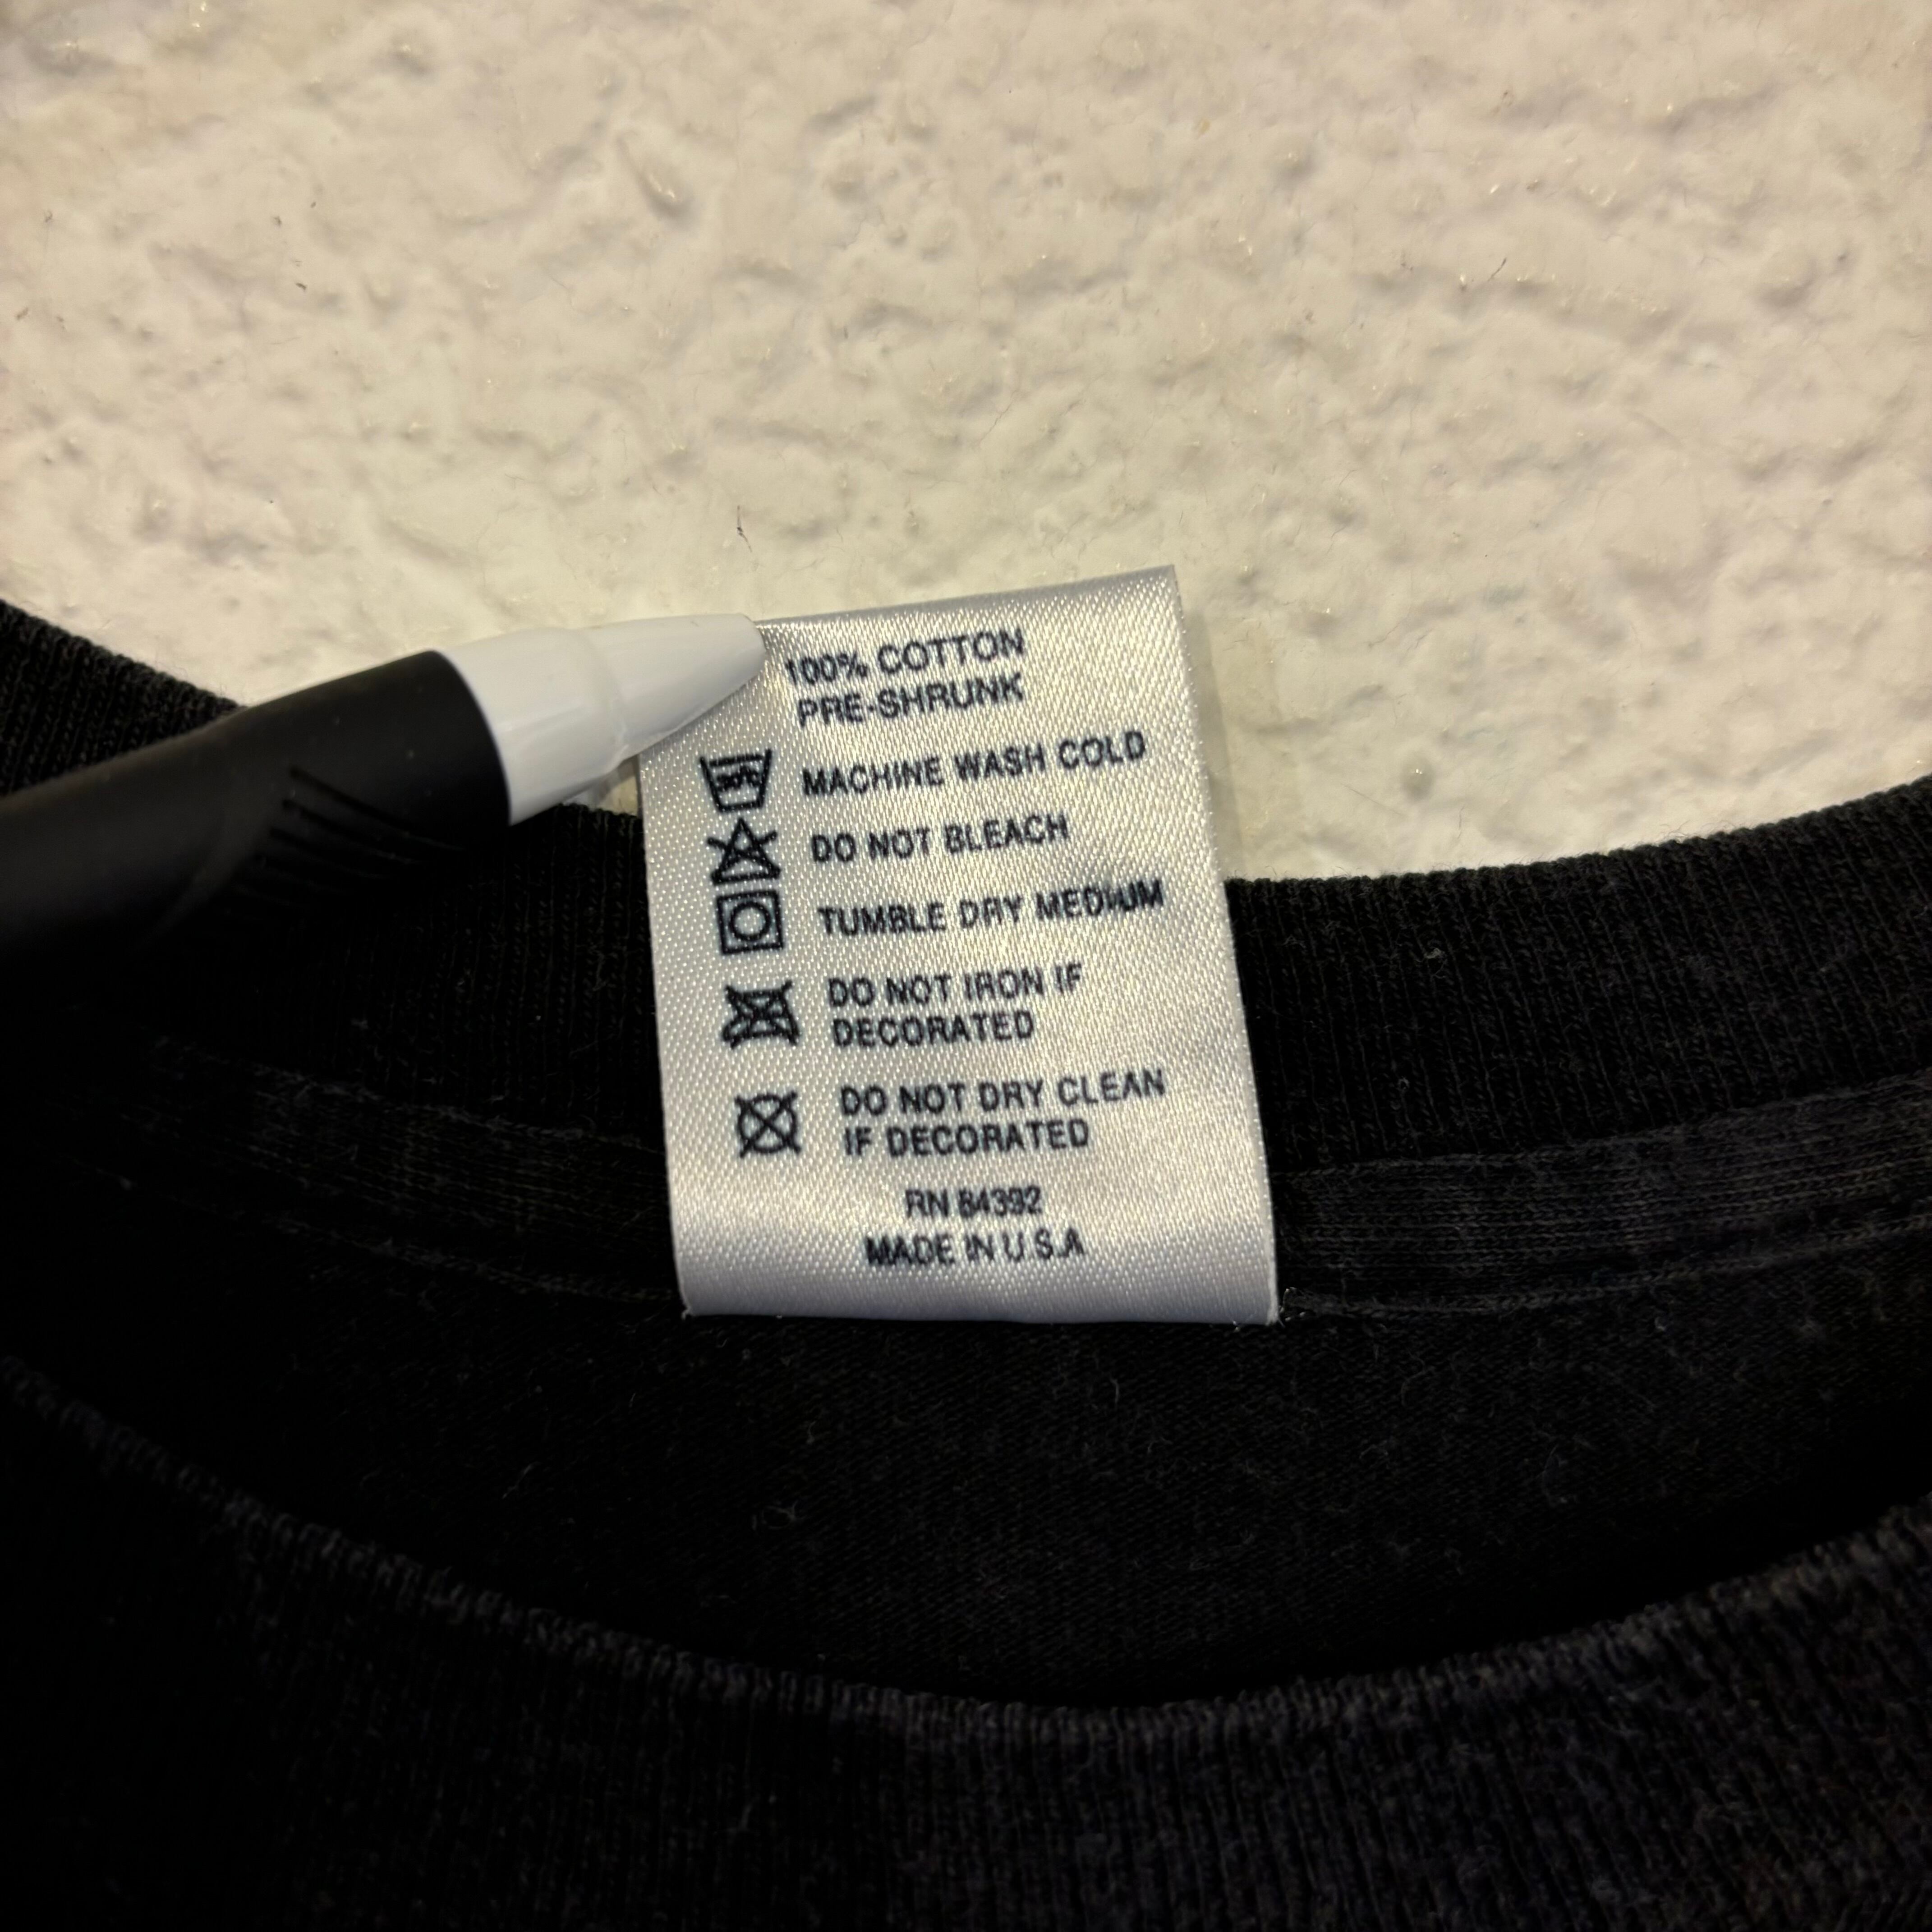 100% COTTON
PRE-SHRUNK
MACHINE WASH COLD
DO NOT BLEACH
TUMBLE DRY MEDIUM
DO NOT IRON IF
DECORATED
DO NOT DRY CLEAN
IF DECORATED
RN 84392
MADE IN U.S.A